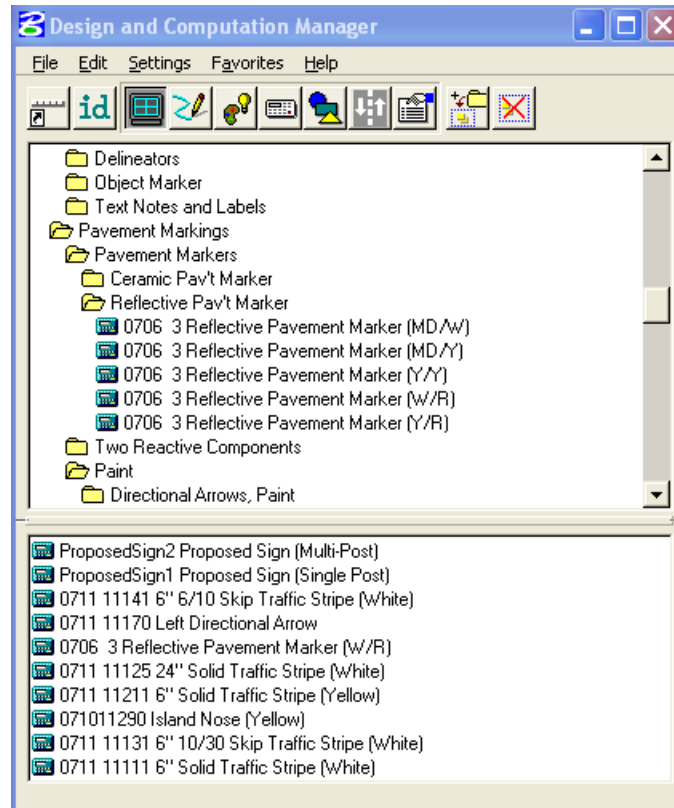 Design and Computation Manager
File Edit Settings Favorites Help
id
Delineators
Object Marker
Text Notes and Labels
Pavement Markings
Pavement Markers
Ceramic Pav't Marker
Reflective Pav't Marker
0706 3 Reflective Pavement Marker (MD/W)
0706 3 Reflective Pavement Marker (MD/Y)
0706 3 Reflective Pavement Marker (Y/Y)
0706 3 Reflective Pavement Marker (W/R)
0706 3 Reflective Pavement Marker (Y/R)
Two Reactive Components
Paint
Directional Arrows, Paint
ProposedSign2 Proposed Sign (Multi-Post)
ProposedSign1 Proposed Sign (Single Post)
0711 11141 6" 6/10 Skip Traffic Stripe (White)
0711 11170 Left Directional Arrow
0706 3 Reflective Pavement Marker (W/R)
0711 11125 24" Solid Traffic Stripe (White)
0711 11211 6" Solid Traffic Stripe (Yellow)
071011290 Island Nose (Yellow)
0711 11131 6" 10/30 Skip Traffic Stripe (White)
0711 11111 6" Solid Traffic Stripe (White)